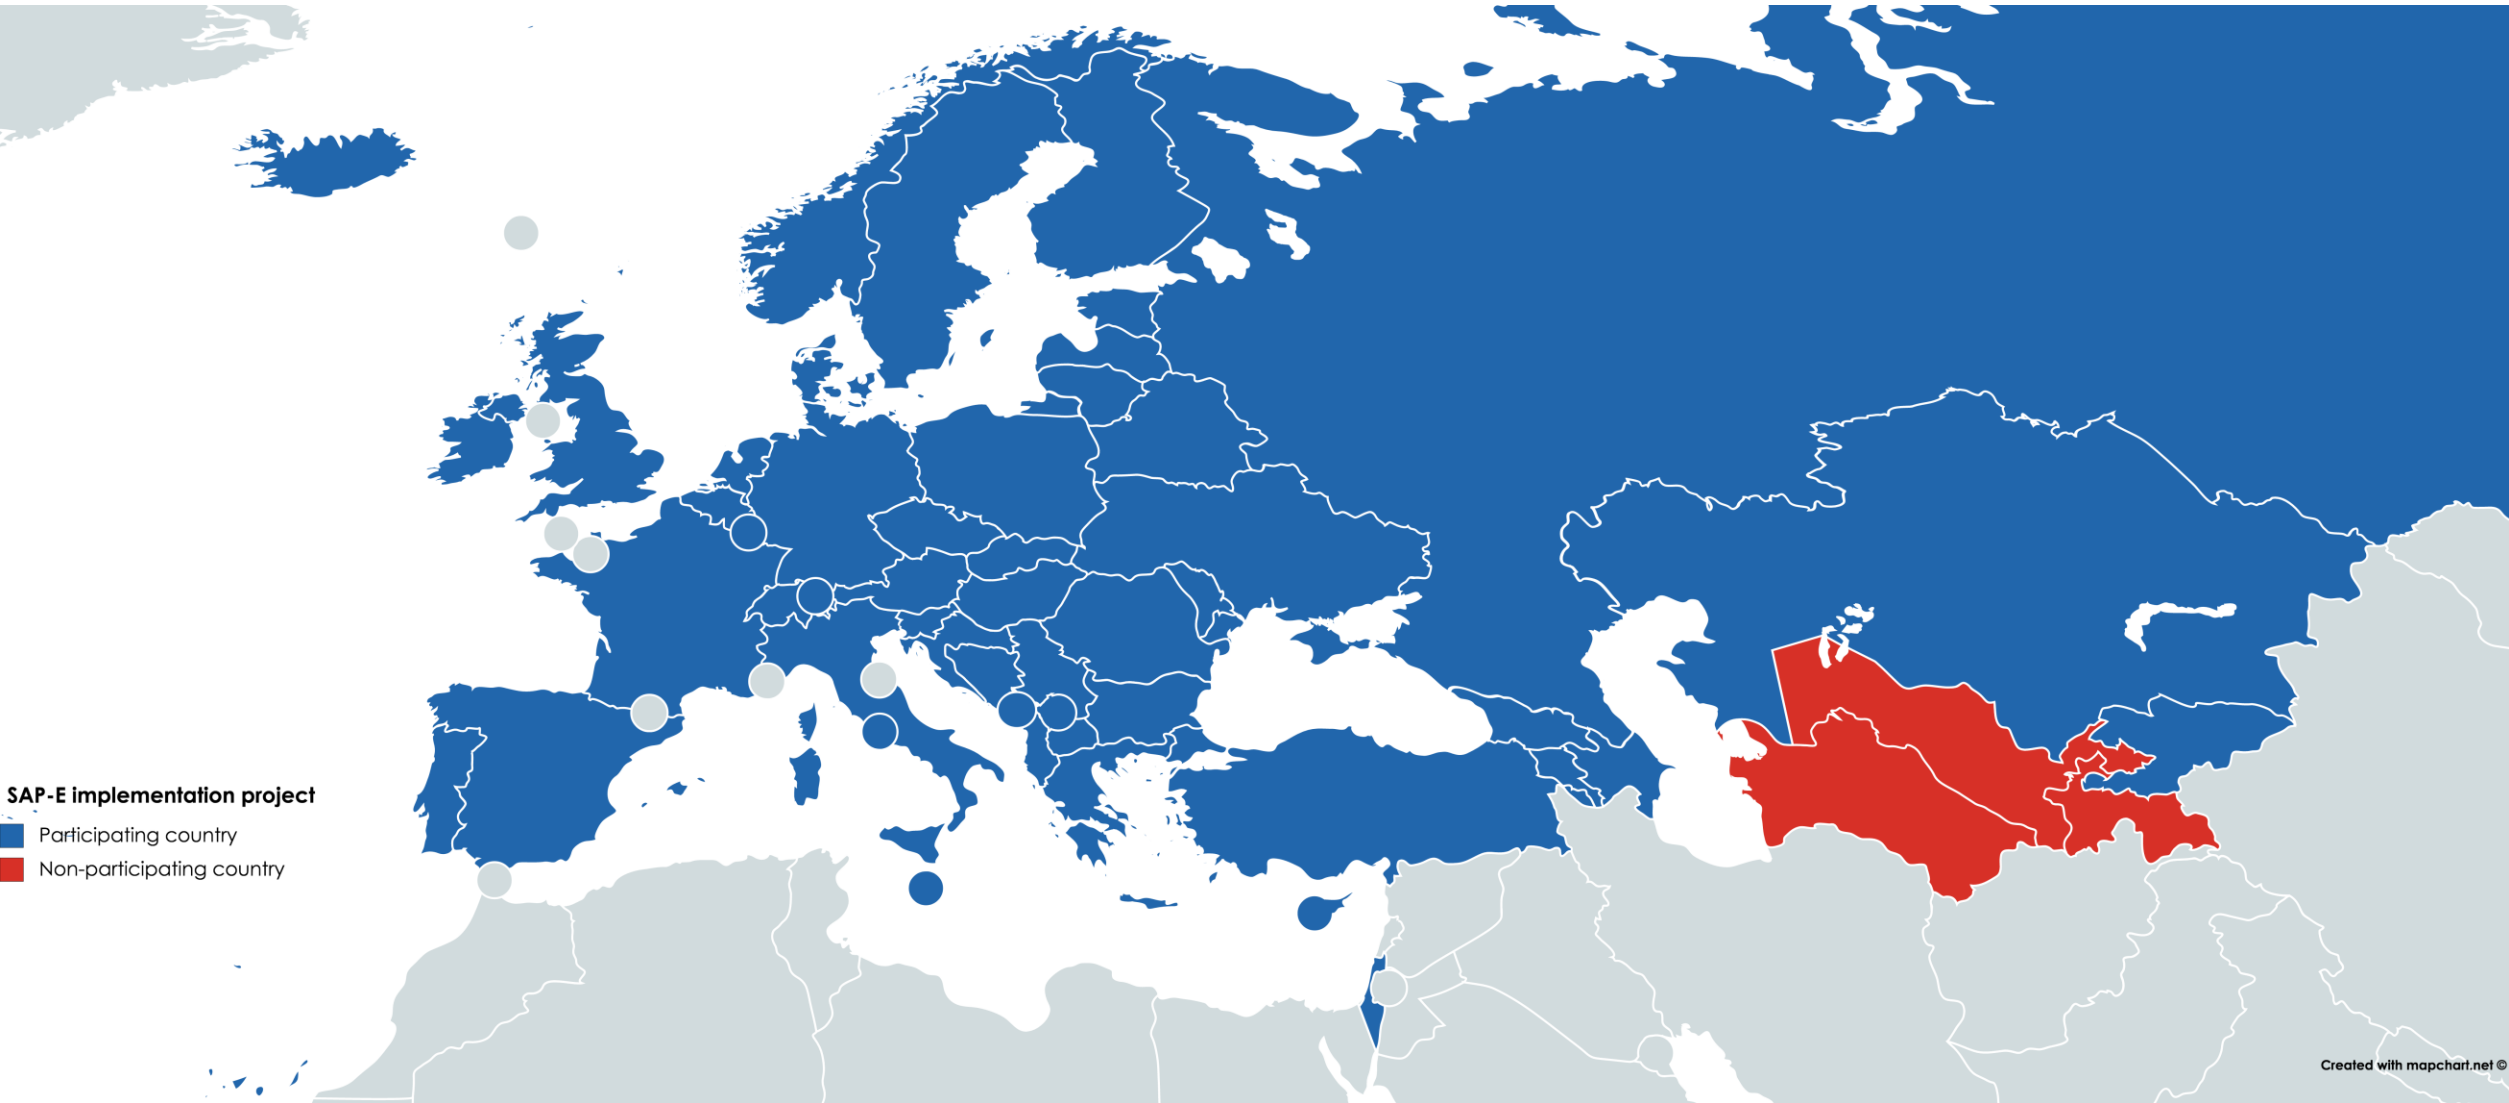 SAP-E implementation project
Participating country
Non-participating country
Created with mapchart.net ©